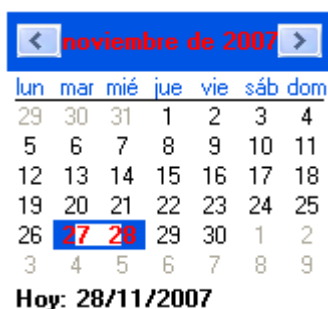 noviembre de 2007
lun mar mié jue vie sáb dom
29 30 31 1 2 3 4
5 6 7 8 9 10 11
12 13 14 15 16 17 18
19 20 21 22 23 24 25
26 27 28 29 30 1 2
3 4 5 6 7 8 9
Hoy: 28/11/2007